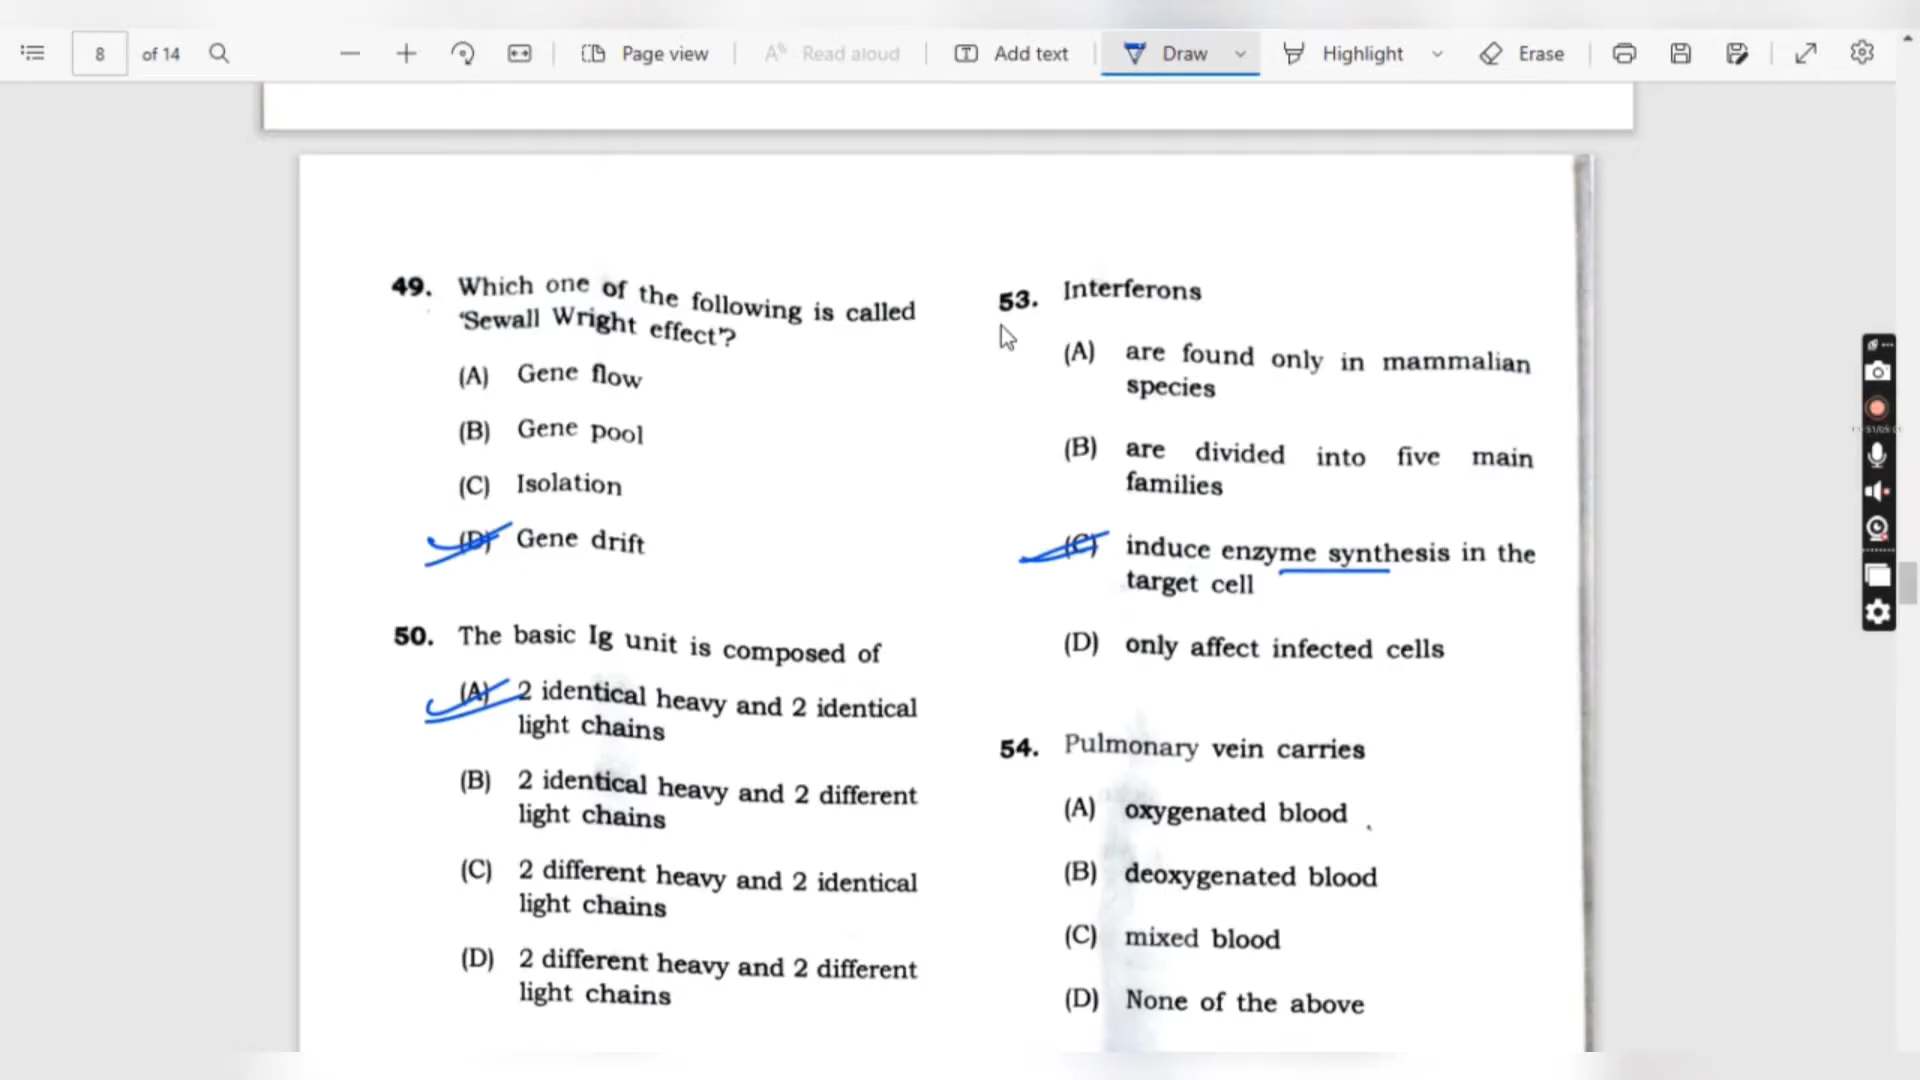 8 of 14 Page view Read aloud Add text Draw Highlight Erase
49. Which one of the following is called
'Sewall Wright effect'?
(A) Gene flow
(B) Gene pool
(C) Isolation
(D) Gene drift
50. The basic Ig unit is composed of
(A) 2 identical heavy and 2 identical
light chains
(B) 2 identical heavy and 2 different
light chains
(C) 2 different heavy and 2 identical
light chains
(D) 2 different heavy and 2 different
light chains
53. Interferons
(A) are found only in mammalian
species
(B) are divided into five main
families
(C) induce enzyme synthesis in the
target cell
(D) only affect infected cells
54. Pulmonary vein carries
(A) oxygenated blood
(B) deoxygenated blood
(C) mixed blood
(D) None of the above